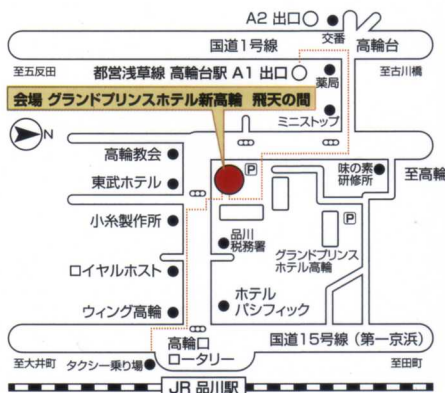 A2 出口
交番
国道1号線
高輪台
至五反田
都営浅草線 高輪台駅 A1 出口
薬局
至古川橋
会場 グランドプリンスホテル新高輪 飛天の間
ミニストップ
N
高輪教会
P
味の素
研修所
至高輪
東武ホテル
小糸製作所
P
品川
税務署
グランドプリンス
ホテル高輪
ロイヤルホスト
ホテル
パシフィック
ウィング高輪
高輪口
ロータリー
国道15号線（第一京浜）
至大井町
タクシー乗り場
至田町
JR 品川駅